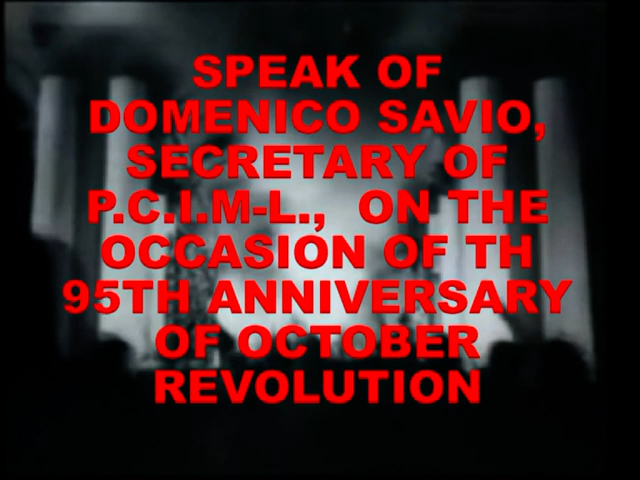 SPEAK OF
DOMENICO SAVIO,
SECRETARY OF
P.C.I.M-L., ON THE
OCCASION OF TH
95TH ANNIVERSARY
OF OCTOBER
REVOLUTION